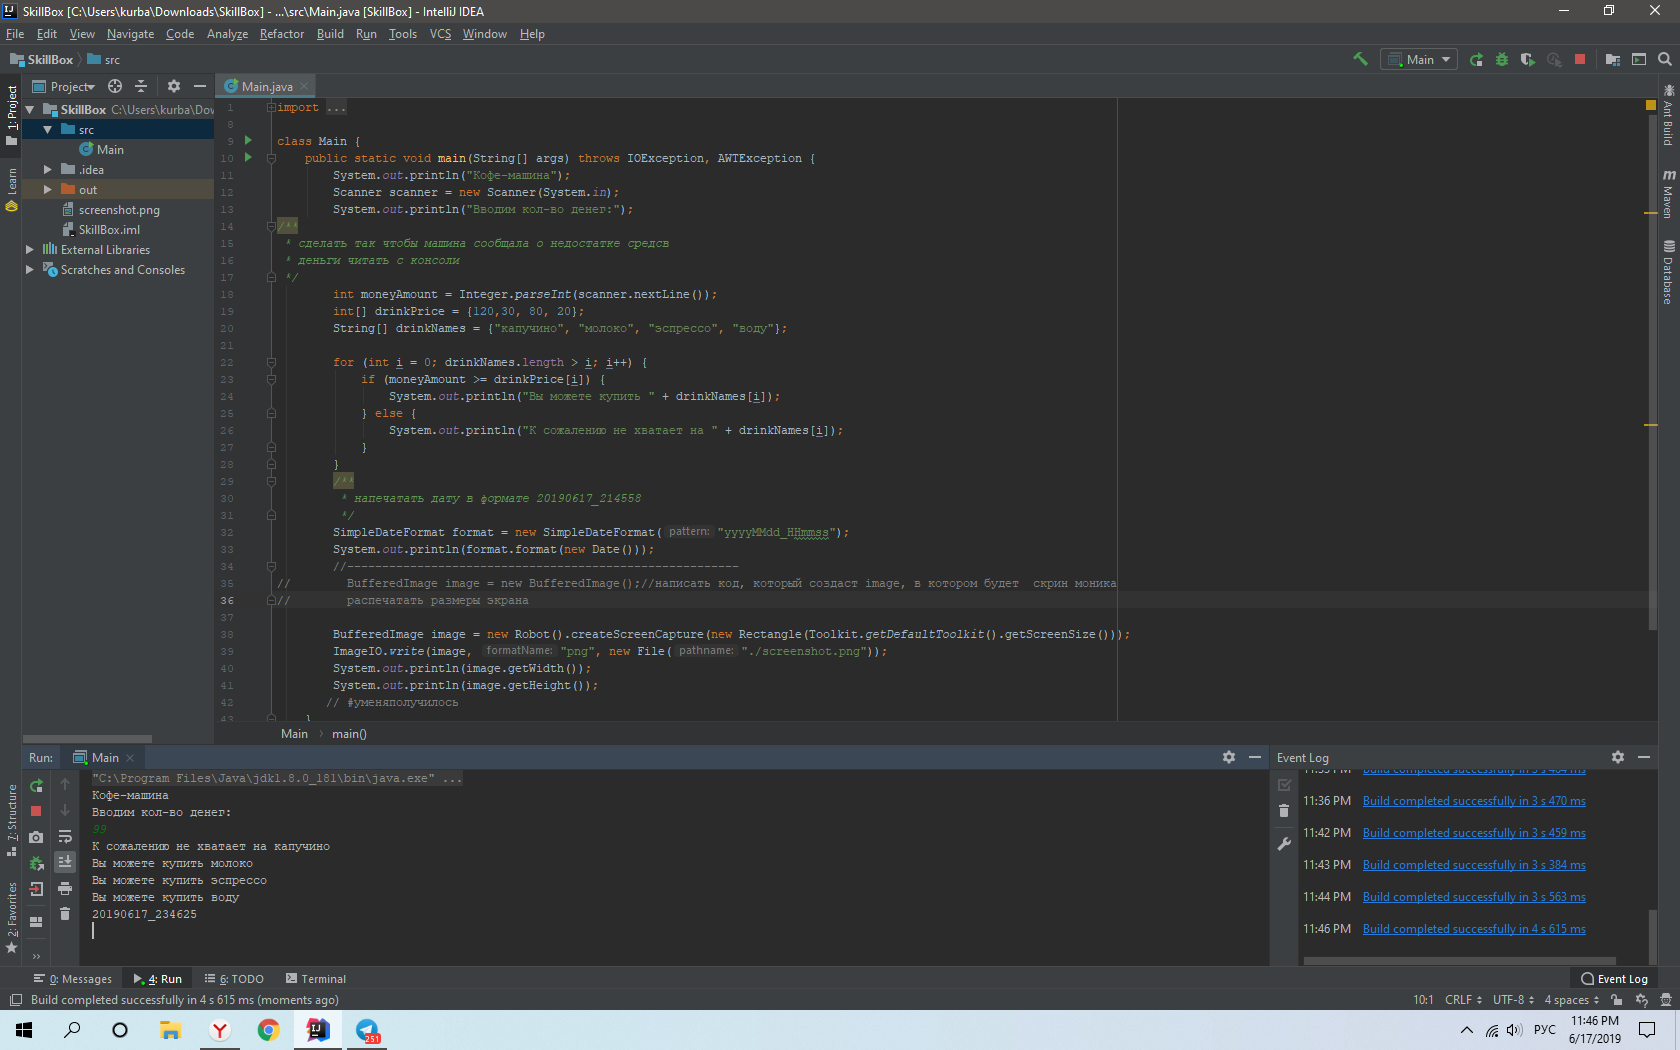 SkillBox [C:\Users\kurba\Downloads\SkillBox] - ...\src\Main.java [SkillBox] - IntelliJ IDEA
File Edit View Navigate Code Analyze Refactor Build Run Tools VCS Window Help
SkillBox src
Main
Project
Main.java
1: Project
Learn
7: Structure
2: Favorites
SkillBox C:\Users\kurba\Dov
src
Main
.idea
out
screenshot.png
SkillBox.iml
External Libraries
Scratches and Consoles
1 import ...
8
9 class Main {
10 public static void main(String[] args) throws IOException, AWTException {
11 System.out.println("Кофе-машина");
12 Scanner scanner = new Scanner(System.in);
13 System.out.println("Вводим кол-во денег:");
14 /**
15 * сделать так чтобы машина сообщала о недостатке средсв
16 * деньги читать с консоли
17 */
18 int moneyAmount = Integer.parseInt(scanner.nextLine());
19 int[] drinkPrice = {120,30, 80, 20};
20 String[] drinkNames = {"капучино", "молоко", "эспрессо", "воду"};
21
22 for (int i = 0; drinkNames.length > i; i++) {
23 if (moneyAmount >= drinkPrice[i]) {
24 System.out.println("Вы можете купить " + drinkNames[i]);
25 } else {
26 System.out.println("К сожалению не хватает на " + drinkNames[i]);
27 }
28 }
29 /**
30 * напечатать дату в формате 20190617_214558
31 */
32 SimpleDateFormat format = new SimpleDateFormat( pattern: "yyyyMMdd_HHmmss");
33 System.out.println(format.format(new Date()));
34 //--------------------------------------------------------
35 // BufferedImage image = new BufferedImage();//написать код, который создаст image, в котором будет скрин моника
36 // распечатать размеры экрана
37
38 BufferedImage image = new Robot().createScreenCapture(new Rectangle(Toolkit.getDefaultToolkit().getScreenSize()));
39 ImageIO.write(image, formatName: "png", new File( pathname: "./screenshot.png"));
40 System.out.println(image.getWidth());
41 System.out.println(image.getHeight());
42 // #уменяполучилось
43 }
Main main()
Ant Build
Maven
Database
Run: Main
"C:\Program Files\Java\jdk1.8.0_181\bin\java.exe" ...
Кофе-машина
Вводим кол-во денег:
99
К сожалению не хватает на капучино
Вы можете купить молоко
Вы можете купить эспрессо
Вы можете купить воду
20190617_234625
Event Log
11:35 PM Build completed successfully in 3 s 464 ms
11:36 PM Build completed successfully in 3 s 470 ms
11:42 PM Build completed successfully in 3 s 459 ms
11:43 PM Build completed successfully in 3 s 384 ms
11:44 PM Build completed successfully in 3 s 563 ms
11:46 PM Build completed successfully in 4 s 615 ms
0: Messages 4: Run 6: TODO Terminal Event Log
Build completed successfully in 4 s 615 ms (moments ago) 10:1 CRLF UTF-8 4 spaces
251 РУС 11:46 PM
6/17/2019